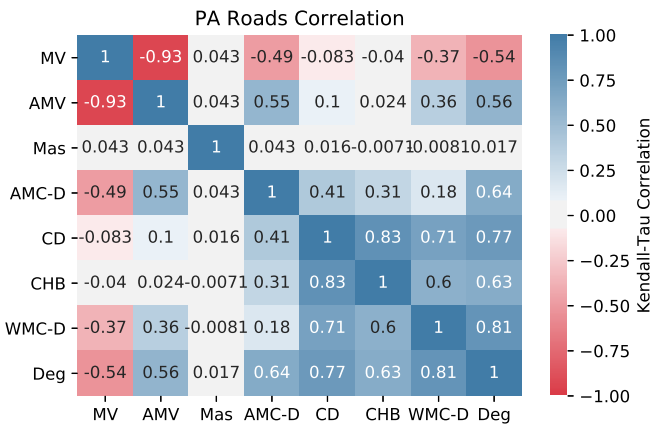 PA Roads Correlation
MV 1 -0.93 0.043 -0.49 -0.083 -0.04 -0.37 -0.54
AMV -0.93 1 0.043 0.55 0.1 0.024 0.36 0.56
Mas 0.043 0.043 1 0.043 0.016 -0.0071 -0.0081 0.017
AMC-D -0.49 0.55 0.043 1 0.41 0.31 0.18 0.64
CD -0.083 0.1 0.016 0.41 1 0.83 0.71 0.77
CHB -0.04 0.024 -0.0071 0.31 0.83 1 0.6 0.63
WMC-D -0.37 0.36 -0.0081 0.18 0.71 0.6 1 0.81
Deg -0.54 0.56 0.017 0.64 0.77 0.63 0.81 1
MV AMV Mas AMC-D CD CHB WMC-D Deg
1.00
0.75
0.50
0.25
0.00
−0.25
−0.50
−0.75
−1.00
Kendall-Tau Correlation